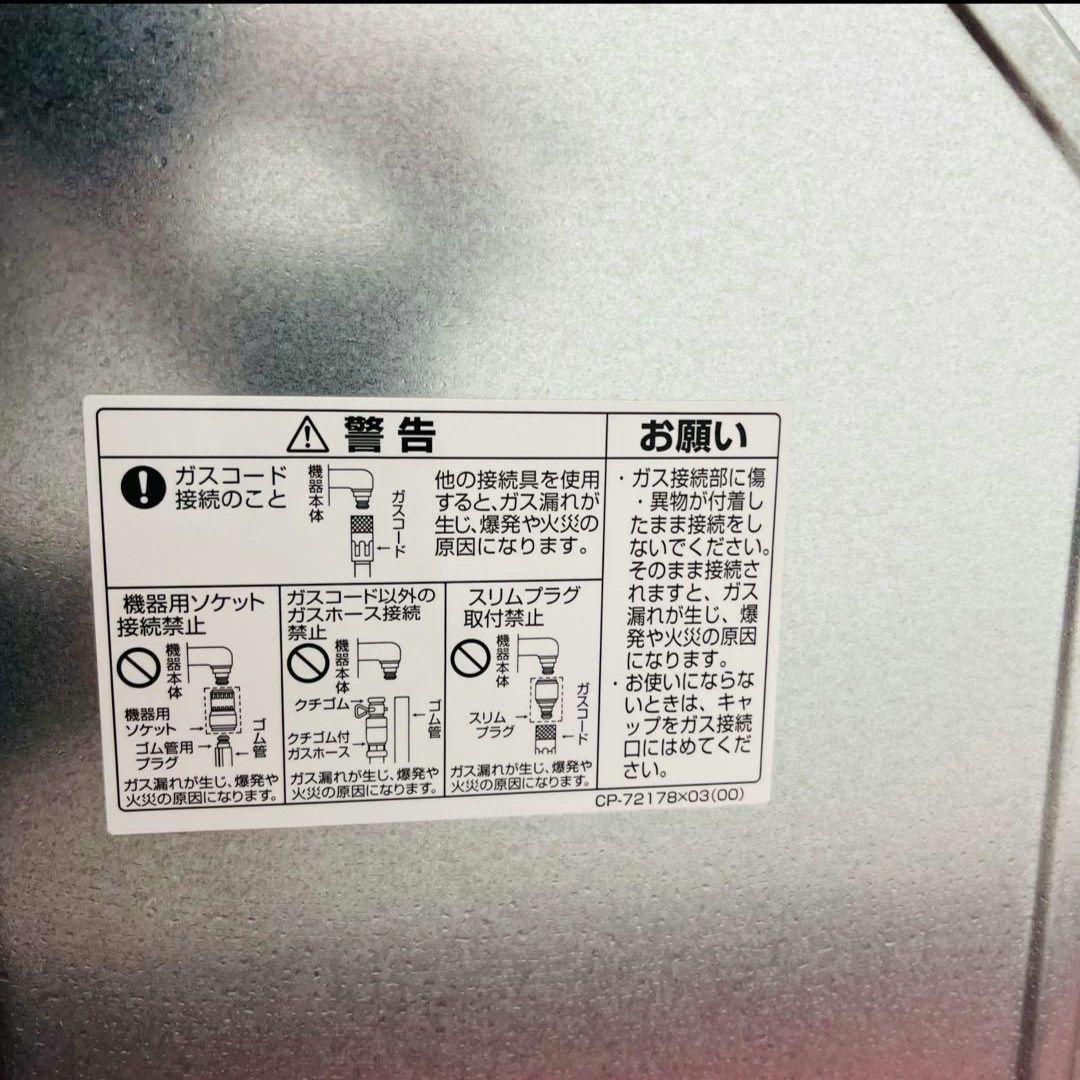 警告
ガスコード
接続のこと
機器本体
ガスコード
他の接続具を使用
すると、ガス漏れが
生じ、爆発や火災の
原因になります。
機器用ソケット
接続禁止
機器本体
機器用
ソケット
ゴム管用
プラグ
ゴム管
ガス漏れが生じ、爆発や
火災の原因になります。
ガスコード以外の
ガスホース接続
禁止
機器本体
クチゴム
クチゴム付
ガスホース
ゴム管
ガス漏れが生じ、爆発や
火災の原因になります。
スリムプラグ
取付禁止
機器本体
スリム
プラグ
ガスコード
ガス漏れが生じ、爆発や
火災の原因になります。
お願い
・ガス接続部に傷
・異物が付着し
たまま接続をし
ないでください。
そのまま接続さ
れますと、ガス
漏れが生じ、爆
発や火災の原因
になります。
・お使いにならな
いときは、キャ
ップをガス接続
口にはめてくだ
さい。
CP-72178×03(00)